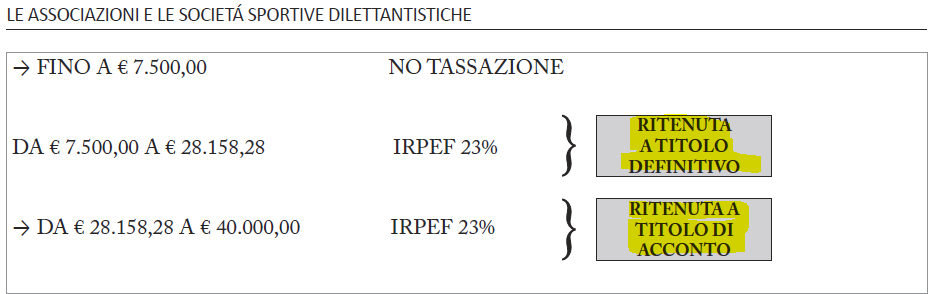 LE ASSOCIAZIONI E LE SOCIETÁ SPORTIVE DILETTANTISTICHE
→ FINO A € 7.500,00 NO TASSAZIONE
DA € 7.500,00 A € 28.158,28 IRPEF 23% }
RITENUTA
A TITOLO
DEFINITIVO
→ DA € 28.158,28 A € 40.000,00 IRPEF 23% }
RITENUTA A
TITOLO DI
ACCONTO